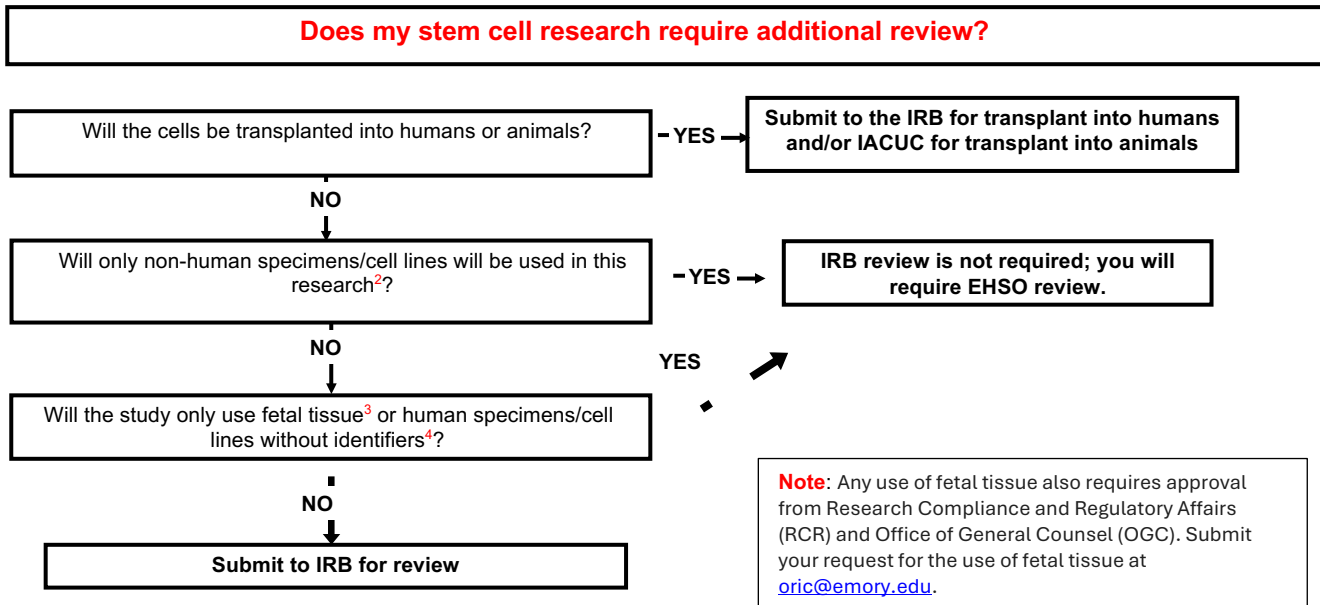 Does my stem cell research require additional review?
Will the cells be transplanted into humans or animals?
YES
Submit to the IRB for transplant into humans
and/or IACUC for transplant into animals
NO
Will only non-human specimens/cell lines will be used in this
research2?
YES
IRB review is not required; you will
require EHSO review.
NO
YES
Will the study only use fetal tissue3 or human specimens/cell
lines without identifiers4?
NO
Submit to IRB for review
Note: Any use of fetal tissue also requires approval
from Research Compliance and Regulatory Affairs
(RCR) and Office of General Counsel (OGC). Submit
your request for the use of fetal tissue at
oric@emory.edu.